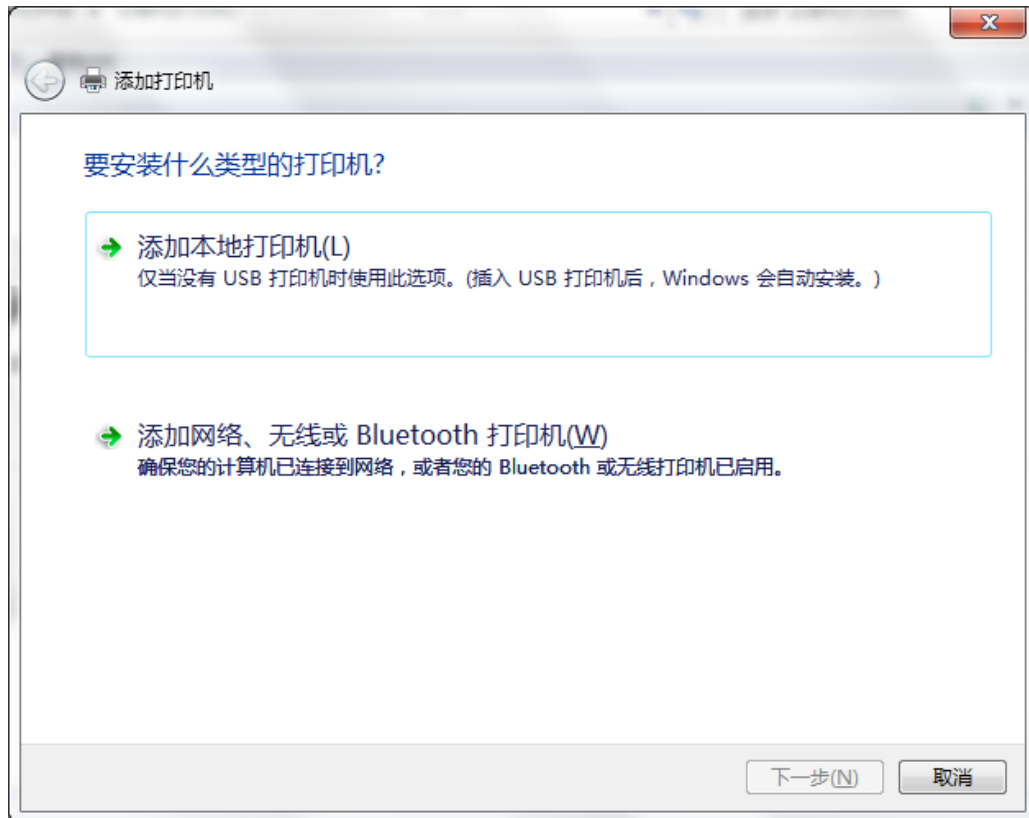 添加打印机
要安装什么类型的打印机?
添加本地打印机(L)
仅当没有 USB 打印机时使用此选项。(插入 USB 打印机后，Windows 会自动安装。)
添加网络、无线或 Bluetooth 打印机(W)
确保您的计算机已连接到网络，或者您的 Bluetooth 或无线打印机已启用。
下一步(N)
取消